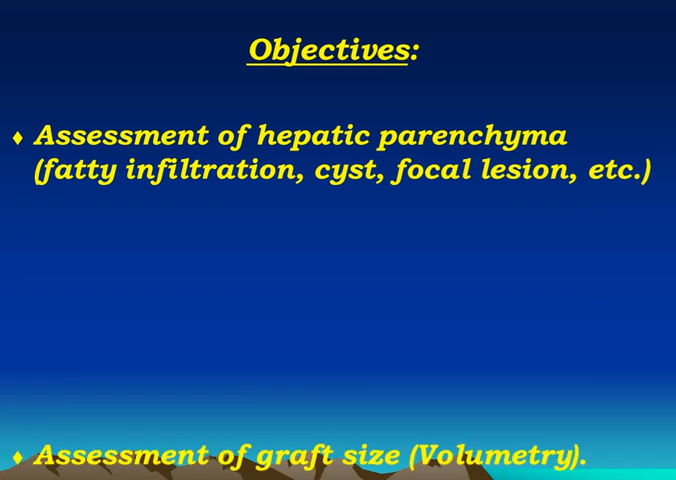 Objectives:
♦ Assessment of hepatic parenchyma
(fatty infiltration, cyst, focal lesion, etc.)
♦ Assessment of graft size (Volumetry).